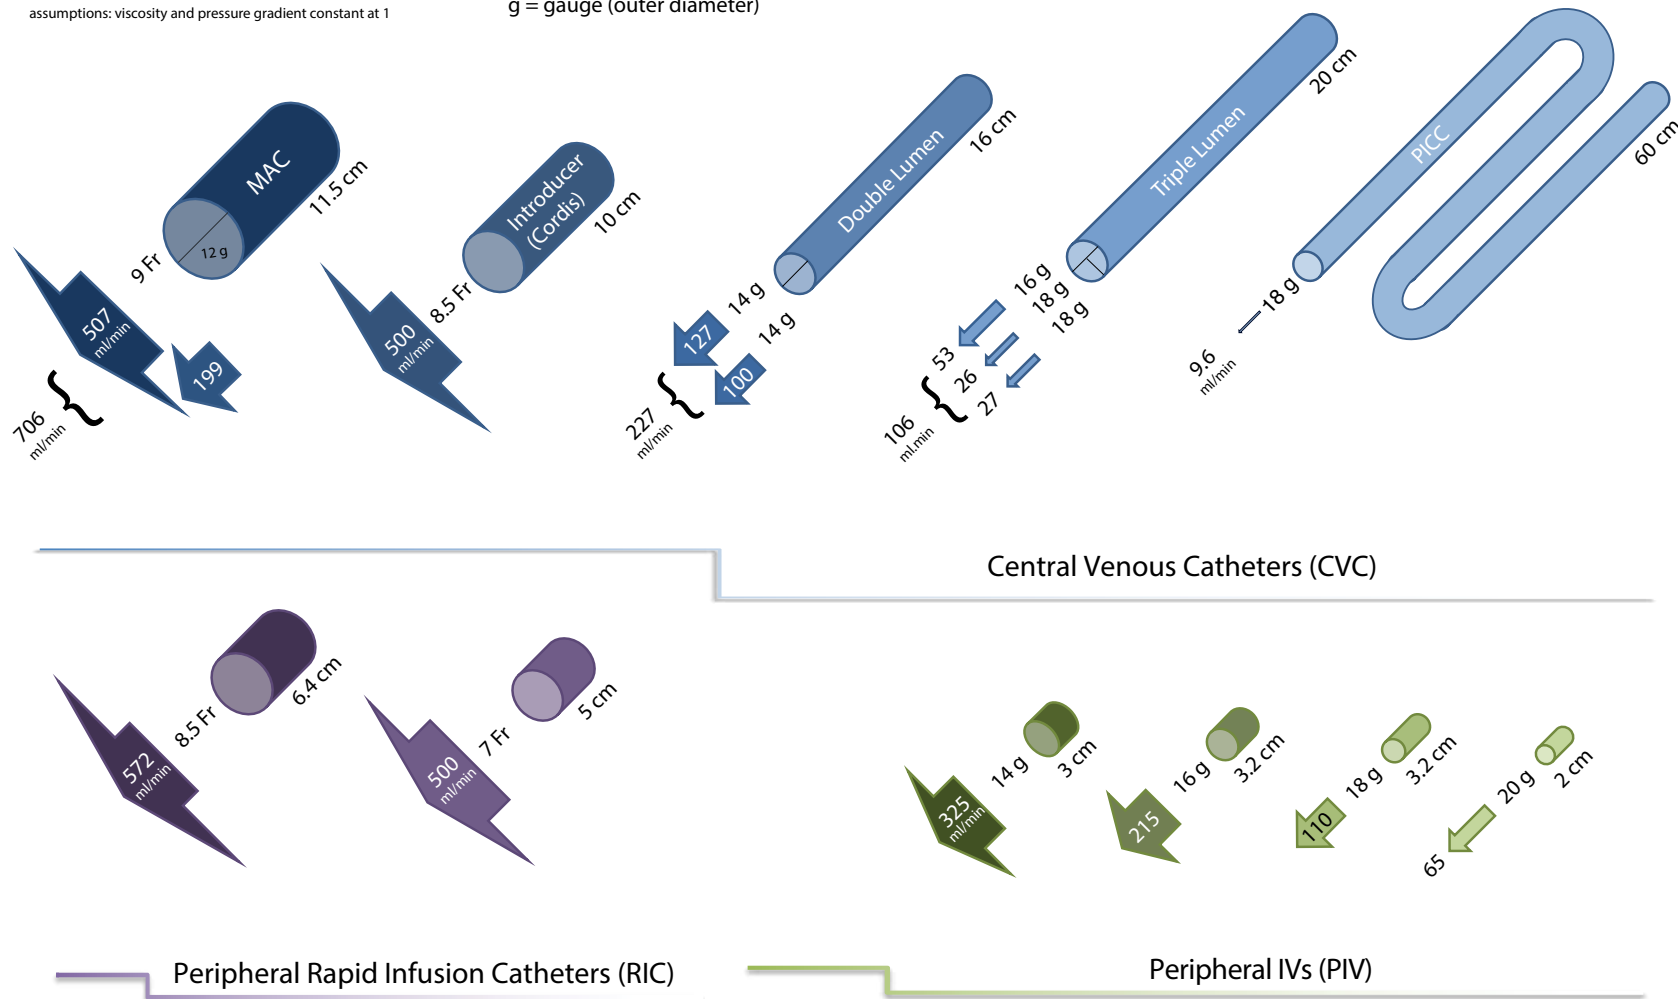 assumptions: viscosity and pressure gradient constant at 1
g = gauge (outer diameter)
MAC
11.5 cm
9 Fr
12 g
507
ml/min
199
706
ml/min
Introducer
(Cordis)
10 cm
8.5 Fr
500
ml/min
Double Lumen
16 cm
14 g
14 g
127
100
227
ml/min
Triple Lumen
20 cm
16 g
18 g
18 g
53
26
27
106
ml.min
PICC
60 cm
18 g
9.6
ml/min
Central Venous Catheters (CVC)
8.5 Fr
6.4 cm
572
ml/min
7 Fr
5 cm
500
ml/min
14 g
3 cm
325
ml/min
16 g
3.2 cm
215
18 g
3.2 cm
110
20 g
2 cm
65
Peripheral Rapid Infusion Catheters (RIC)
Peripheral IVs (PIV)